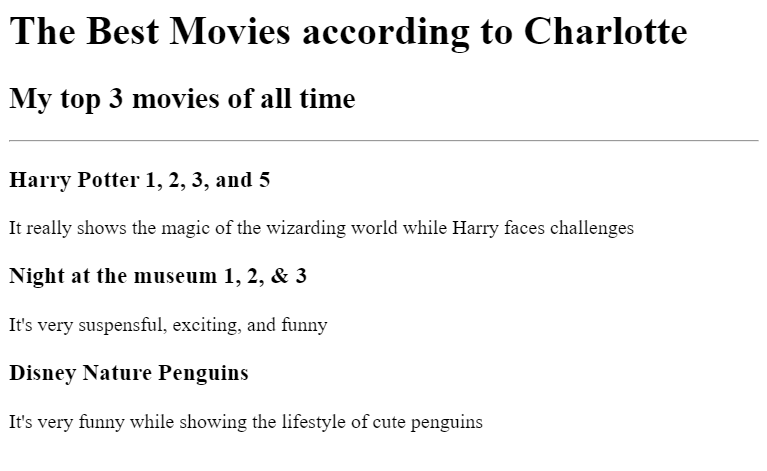 The Best Movies according to Charlotte
My top 3 movies of all time
Harry Potter 1, 2, 3, and 5
It really shows the magic of the wizarding world while Harry faces challenges
Night at the museum 1, 2, & 3
It's very suspensful, exciting, and funny
Disney Nature Penguins
It's very funny while showing the lifestyle of cute penguins